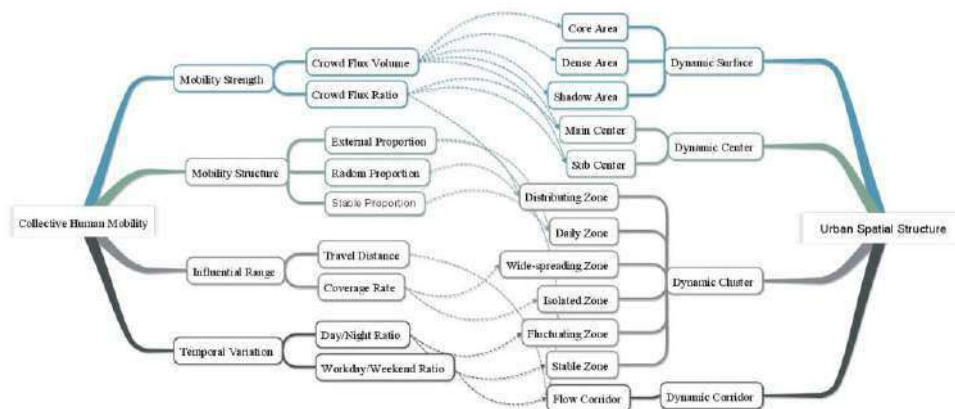 Collective Human Mobility
Mobility Strength
Crowd Flux Volume
Crowd Flux Ratio
Mobility Structure
External Proportion
Radom Proportion
Stable Proportion
Influential Range
Travel Distance
Coverage Rate
Temporal Variation
Day/Night Ratio
Workday/Weekend Ratio
Core Area
Dense Area
Shadow Area
Dynamic Surface
Main Center
Sub Center
Dynamic Center
Distributing Zone
Daily Zone
Wide-spreading Zone
Isolated Zone
Fluctuating Zone
Stable Zone
Dynamic Cluster
Flow Corridor
Dynamic Corridor
Urban Spatial Structure